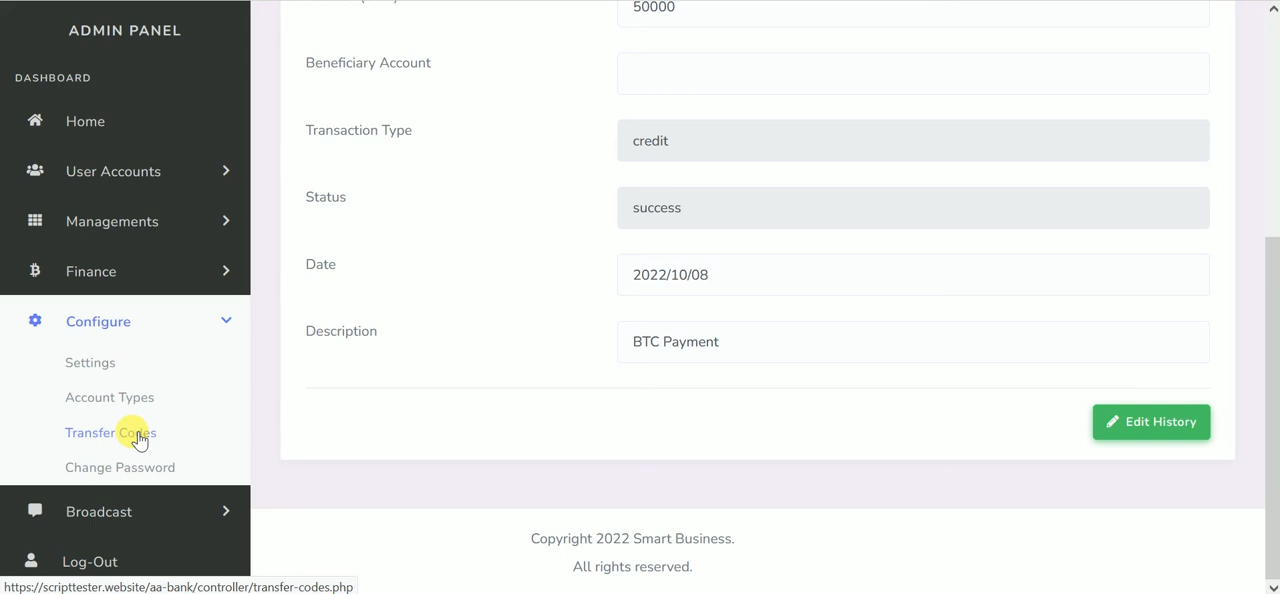 ADMIN PANEL
DASHBOARD
Home
User Accounts
Managements
Finance
Configure
Settings
Account Types
Transfer Codes
Change Password
Broadcast
Log-Out
https://scripttester.website/aa-bank/controller/transfer-codes.php
50000
Beneficiary Account
Transaction Type
credit
Status
success
Date
2022/10/08
Description
BTC Payment
Edit History
Copyright 2022 Smart Business.
All rights reserved.